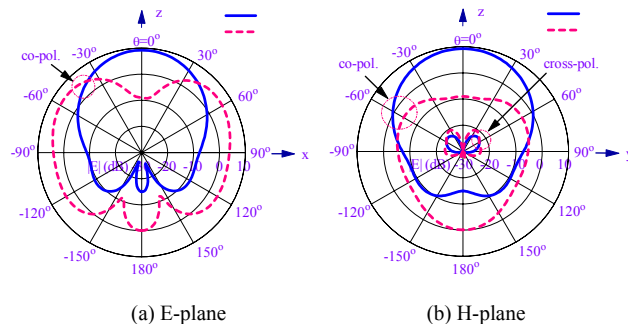 z
θ=0°
co-pol.
-30°
30°
-60°
60°
-90°
90°
x
E| (dB)
-20
-10
0
10
-120°
120°
-150°
150°
180°
(a) E-plane
z
θ=0°
co-pol.
cross-pol.
-30°
30°
-60°
60°
-90°
90°
E| (dB)
-30
-20
-10
0
10
-120°
120°
-150°
150°
180°
(b) H-plane